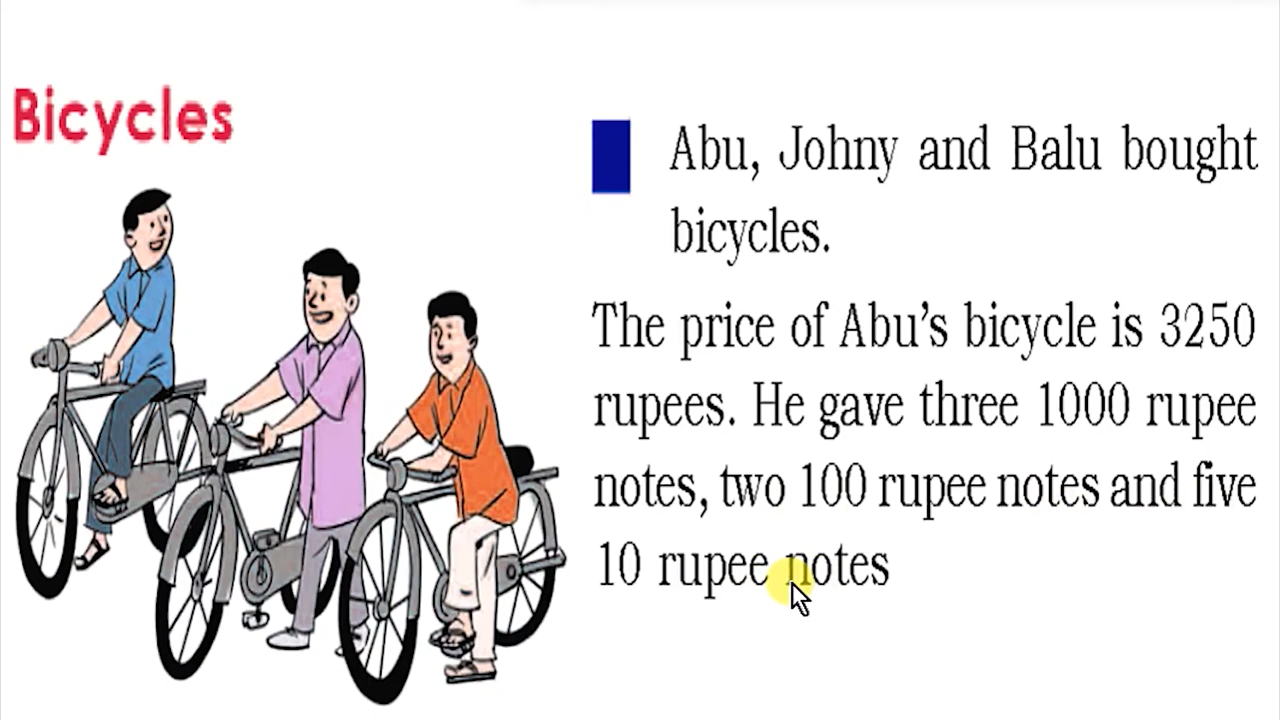 Bicycles
Abu, Johny and Balu bought
bicycles.
The price of Abu’s bicycle is 3250
rupees. He gave three 1000 rupee
notes, two 100 rupee notes and five
10 rupee notes